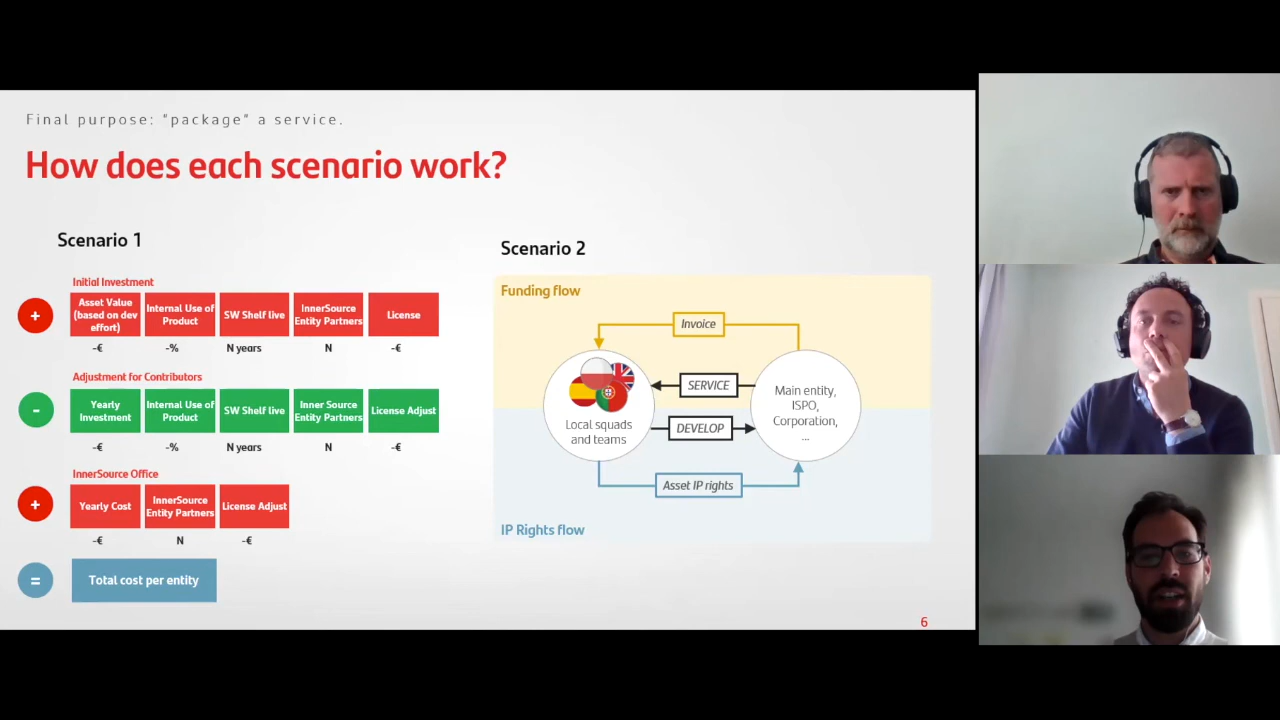 Final purpose: “package” a service.
How does each scenario work?
Scenario 1
Initial Investment
+
Asset Value
(based on dev
effort)
Internal Use of
Product
SW Shelf live
InnerSource
Entity Partners
License
-€
-%
N years
N
-€
Adjustment for Contributors
-
Yearly
Investment
Internal Use of
Product
SW Shelf live
Inner Source
Entity Partners
License Adjust
-€
-%
N years
N
-€
InnerSource Office
+
Yearly Cost
InnerSource
Entity Partners
License Adjust
-€
N
-€
=
Total cost per entity
Scenario 2
Funding flow
Invoice
SERVICE
Local squads
and teams
Main entity,
ISPO,
Corporation,
...
DEVELOP
Asset IP rights
IP Rights flow
6